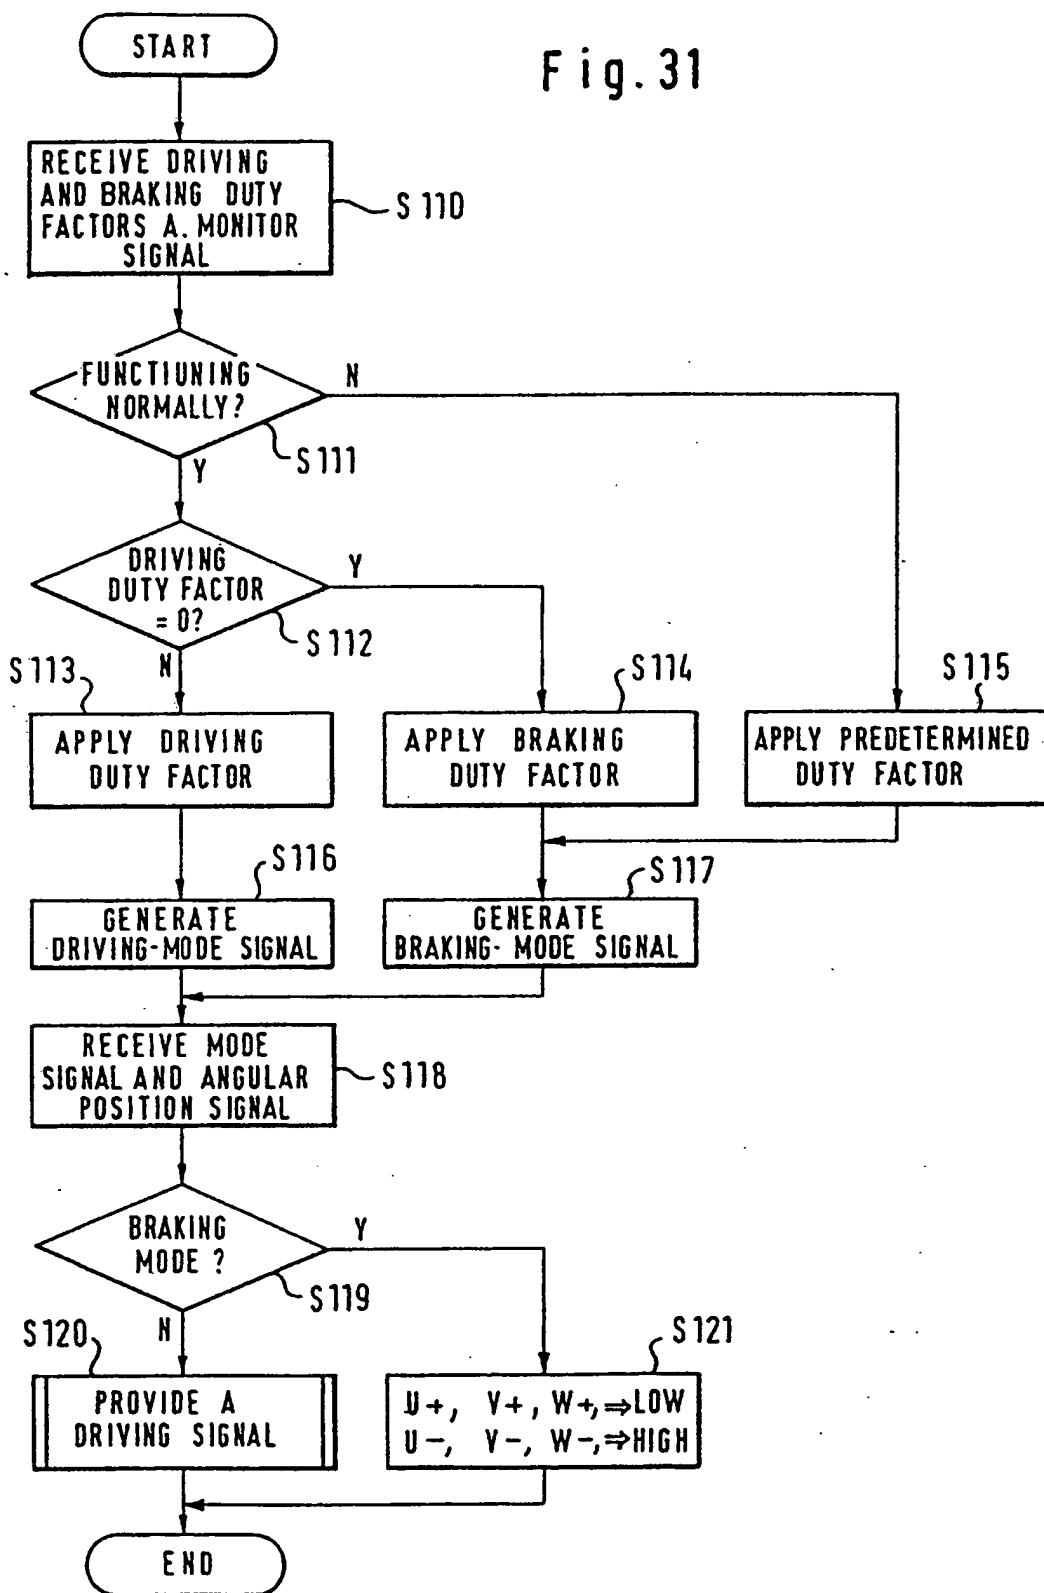 START
Fig. 31
RECEIVE DRIVING
AND BRAKING DUTY
FACTORS A. MONITOR
SIGNAL
S110
FUNCTIUNING
NORMALLY?
N
S111
Y
DRIVING
DUTY FACTOR
= 0?
Y
S112
N
S113
S114
S115
APPLY DRIVING
DUTY FACTOR
APPLY BRAKING
DUTY FACTOR
APPLY PREDETERMINED
DUTY FACTOR
S116
S117
GENERATE
DRIVING-MODE SIGNAL
GENERATE
BRAKING- MODE SIGNAL
RECEIVE MODE
SIGNAL AND ANGULAR
POSITION SIGNAL
S118
BRAKING
MODE ?
Y
S119
N
S120
S121
PROVIDE A
DRIVING SIGNAL
U+, V+, W+,⇒LOW
U-, V-, W-,⇒HIGH
END